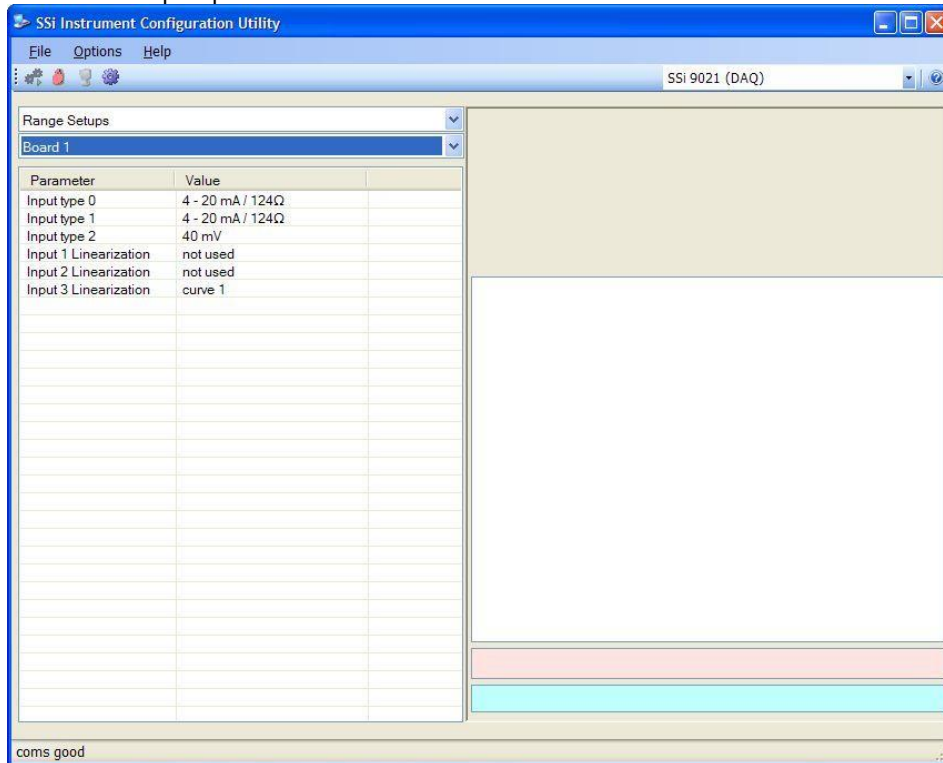 SSi Instrument Configuration Utility
File Options Help
SSi 9021 (DAQ)
Range Setups
Board 1
Parameter Value
Input type 0 4 - 20 mA / 124Ω
Input type 1 4 - 20 mA / 124Ω
Input type 2 40 mV
Input 1 Linearization not used
Input 2 Linearization not used
Input 3 Linearization curve 1
coms good